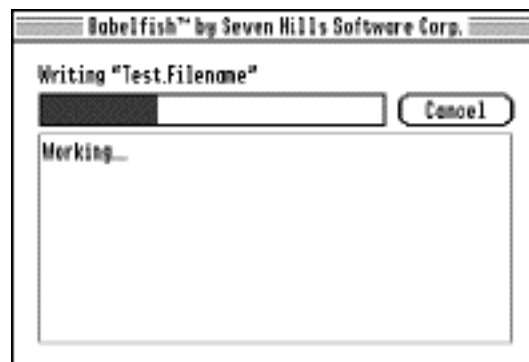 Babelfish™ by Seven Hills Software Corp.
Writing "Test.Filename"
Cancel
Working...